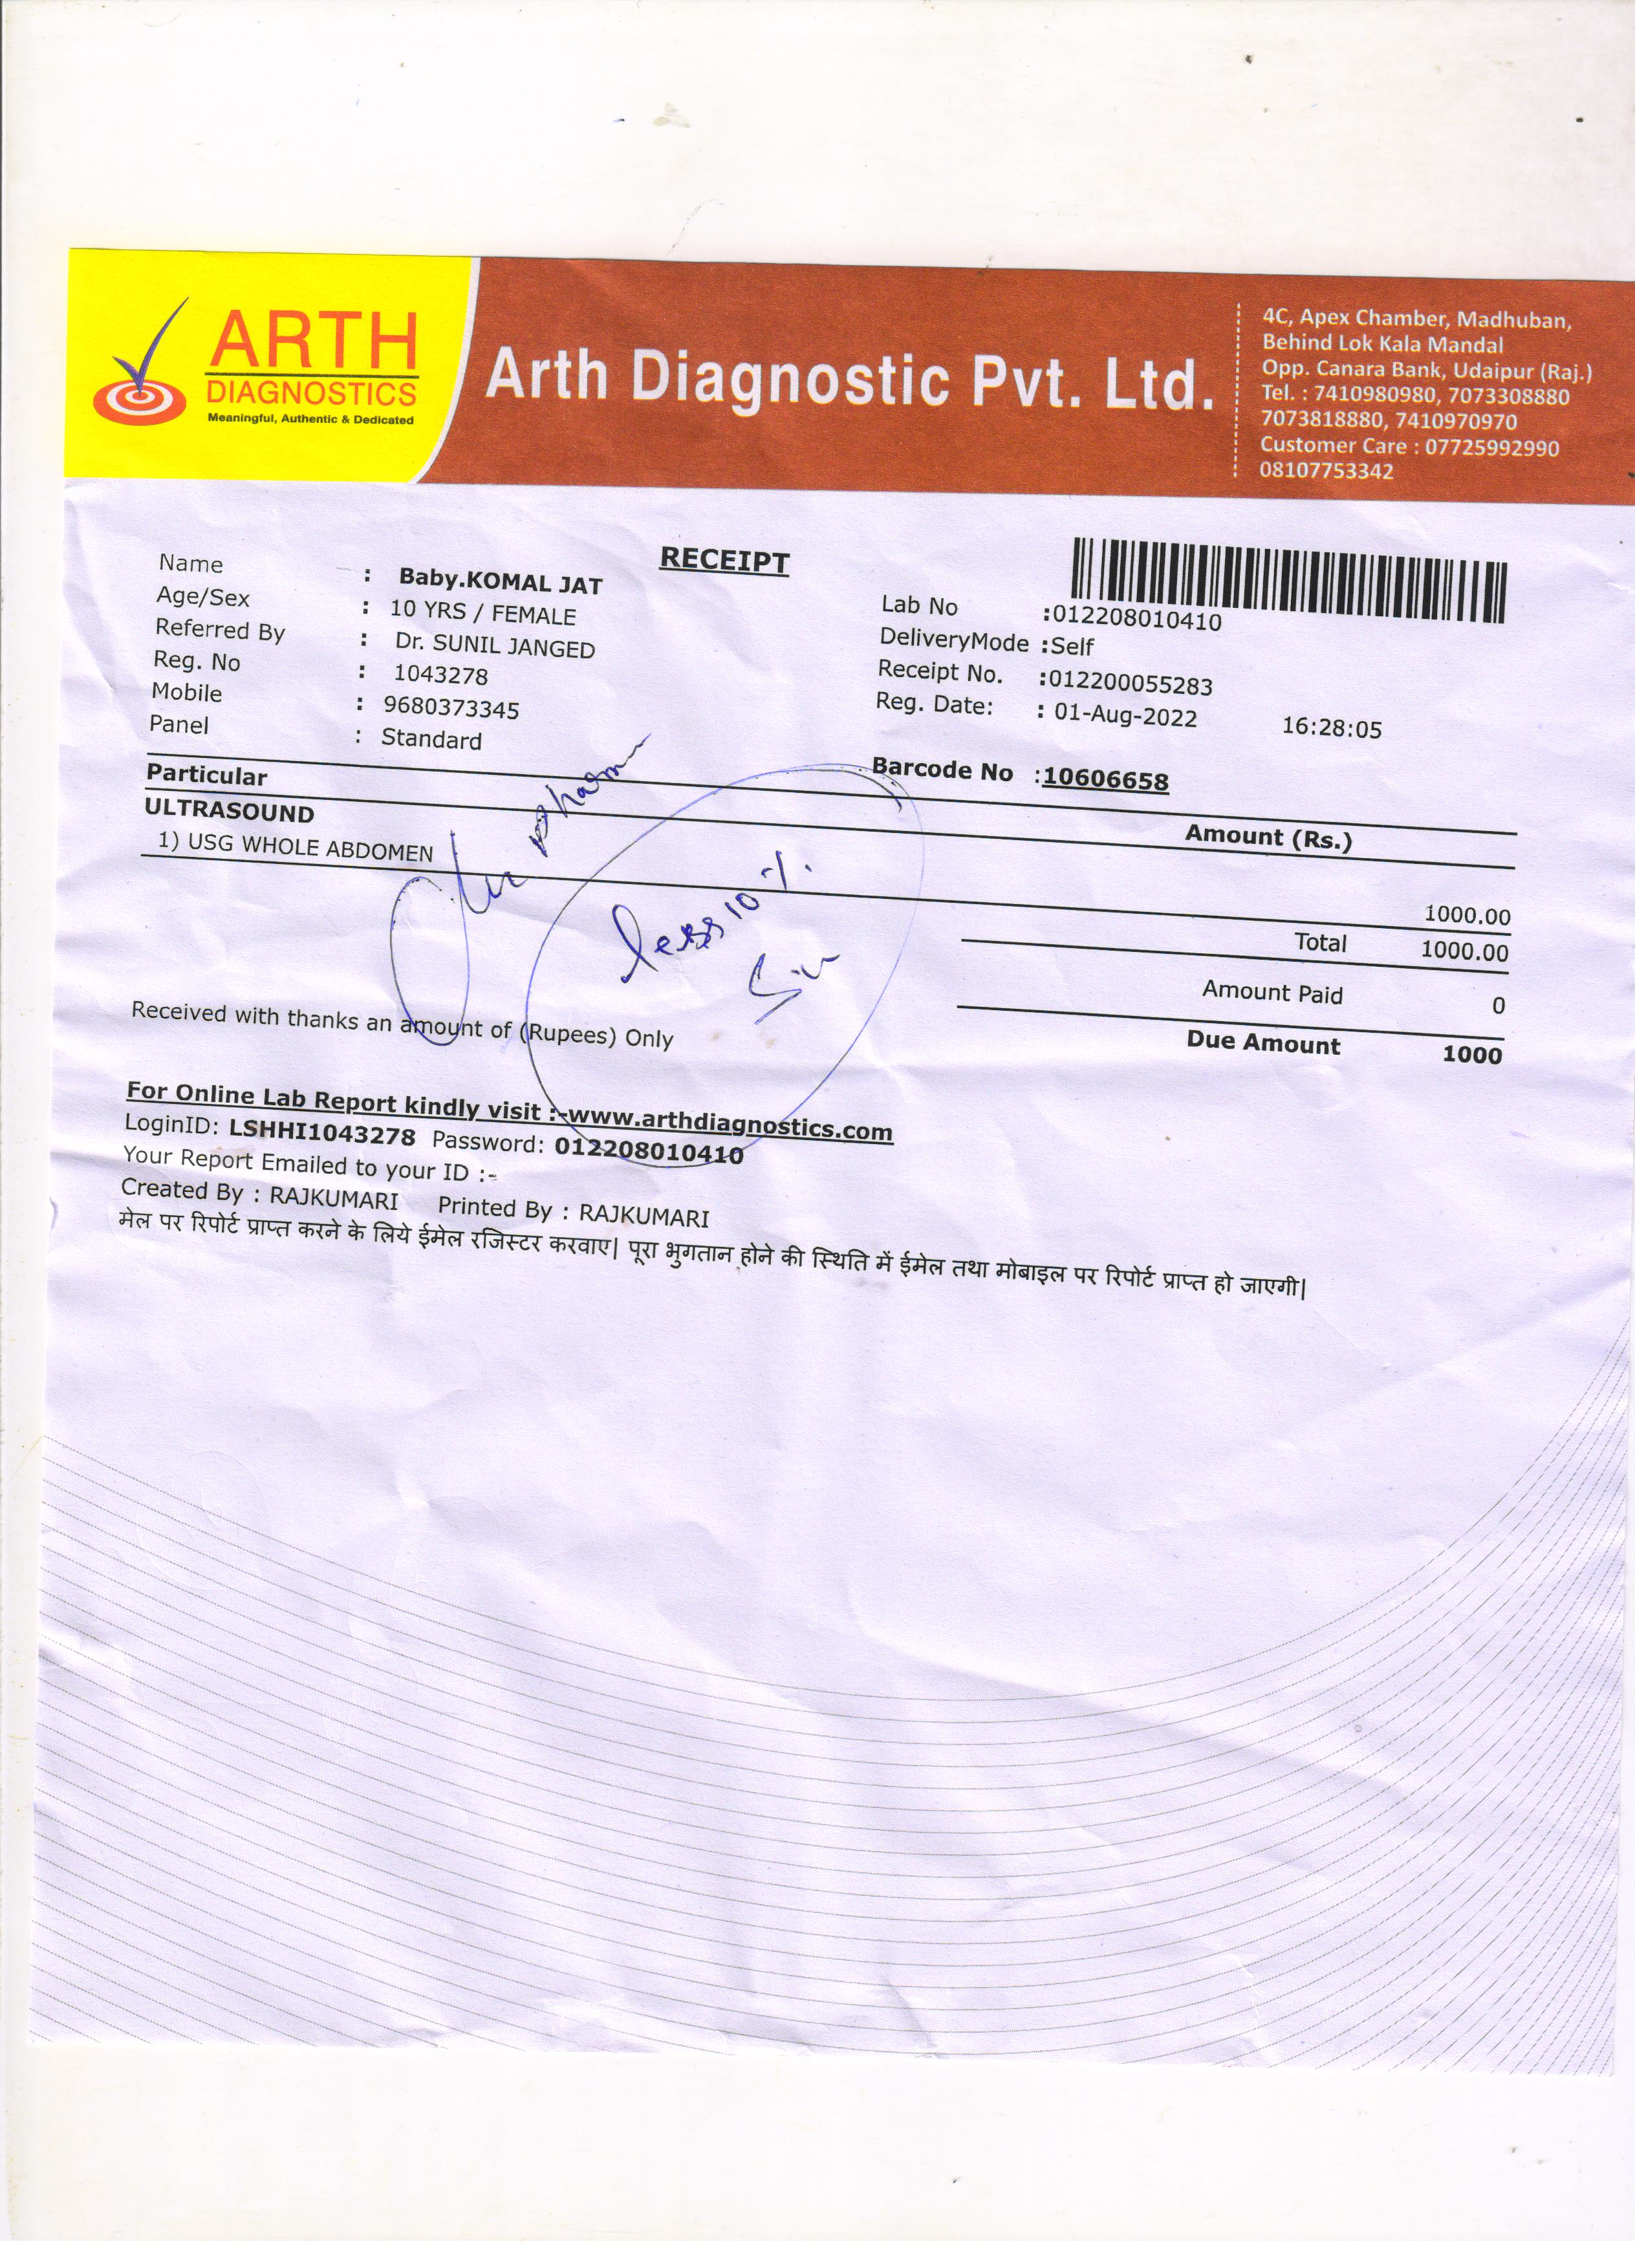 ARTH
DIAGNOSTICS
Meaningful, Authentic & Dedicated
Arth Diagnostic Pvt. Ltd.
4C, Apex Chamber, Madhuban,
Behind Lok Kala Mandal
Opp. Canara Bank, Udaipur (Raj.)
Tel. : 7410980980, 7073308880
7073818880, 7410970970
Customer Care : 07725992990
08107753342
RECEIPT
Name : Baby.KOMAL JAT
Age/Sex : 10 YRS / FEMALE
Referred By : Dr. SUNIL JANGED
Reg. No : 1043278
Mobile : 9680373345
Panel : Standard
Lab No :012208010410
DeliveryMode :Self
Receipt No. :012200055283
Reg. Date: : 01-Aug-2022 16:28:05
Barcode No :10606658
Particular Amount (Rs.)
ULTRASOUND
1) USG WHOLE ABDOMEN 1000.00
less 10%
Total 1000.00
Amount Paid 0
Due Amount 1000
Received with thanks an amount of (Rupees) Only
For Online Lab Report kindly visit :-www.arthdiagnostics.com
LoginID: LSHHI1043278 Password: 012208010410
Your Report Emailed to your ID :-
Created By : RAJKUMARI Printed By : RAJKUMARI
मेल पर रिपोर्ट प्राप्त करने के लिये ईमेल रजिस्टर करवाए| पूरा भुगतान होने की स्थिति में ईमेल तथा मोबाइल पर रिपोर्ट प्राप्त हो जाएगी|